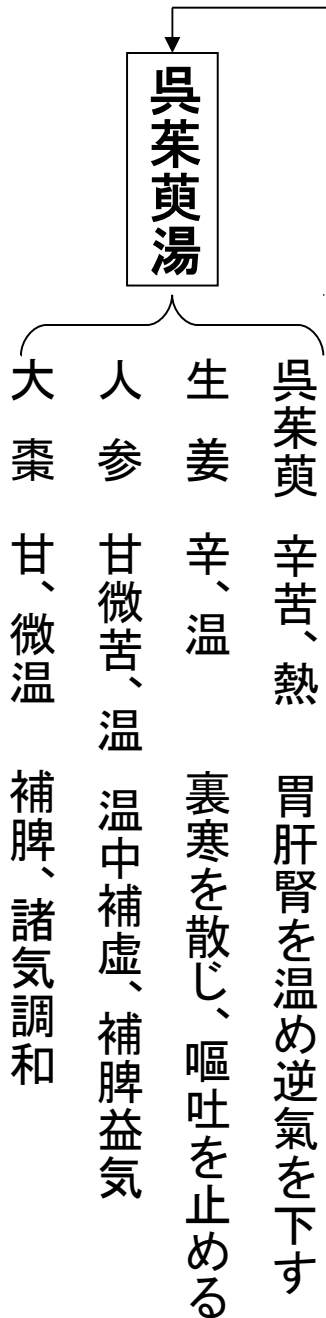 呉茱萸湯
呉茱萸 辛苦、熱 胃肝腎を温め逆氣を下す
生姜 辛、温 裏寒を散じ、嘔吐を止める
人参 甘微苦、温 温中補虚、補脾益気
大棗 甘、微温 補脾、諸気調和